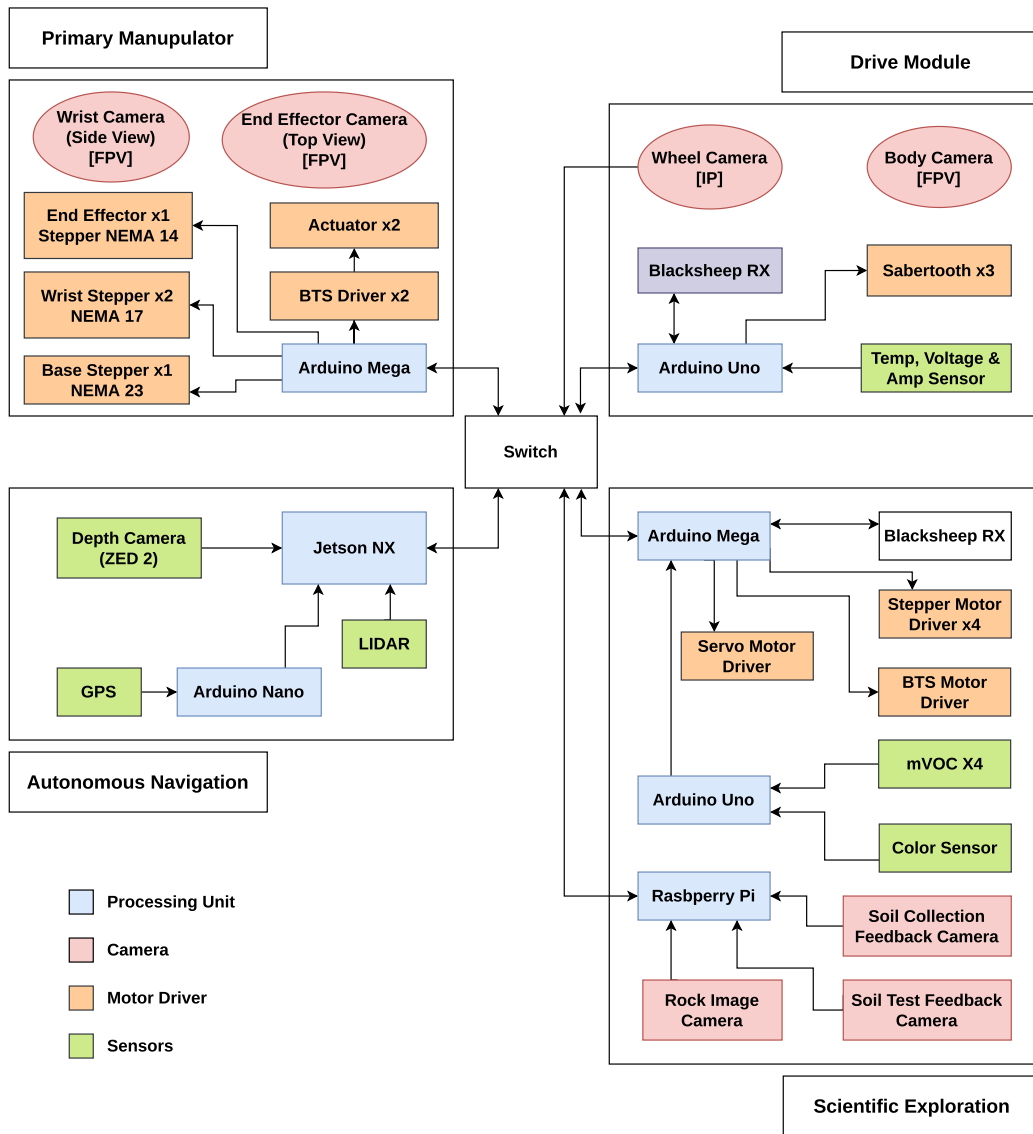 Primary Manupulator
Wrist Camera
(Side View)
[FPV]
End Effector Camera
(Top View)
[FPV]
End Effector x1
Stepper NEMA 14
Actuator x2
Wrist Stepper x2
NEMA 17
BTS Driver x2
Base Stepper x1
NEMA 23
Arduino Mega
Drive Module
Wheel Camera
[IP]
Body Camera
[FPV]
Blacksheep RX
Sabertooth x3
Arduino Uno
Temp, Voltage &
Amp Sensor
Switch
Depth Camera
(ZED 2)
Jetson NX
LIDAR
GPS
Arduino Nano
Autonomous Navigation
Arduino Mega
Blacksheep RX
Stepper Motor
Driver x4
Servo Motor
Driver
BTS Motor
Driver
mVOC X4
Arduino Uno
Color Sensor
Rasbperry Pi
Soil Collection
Feedback Camera
Rock Image
Camera
Soil Test Feedback
Camera
Scientific Exploration
Processing Unit
Camera
Motor Driver
Sensors